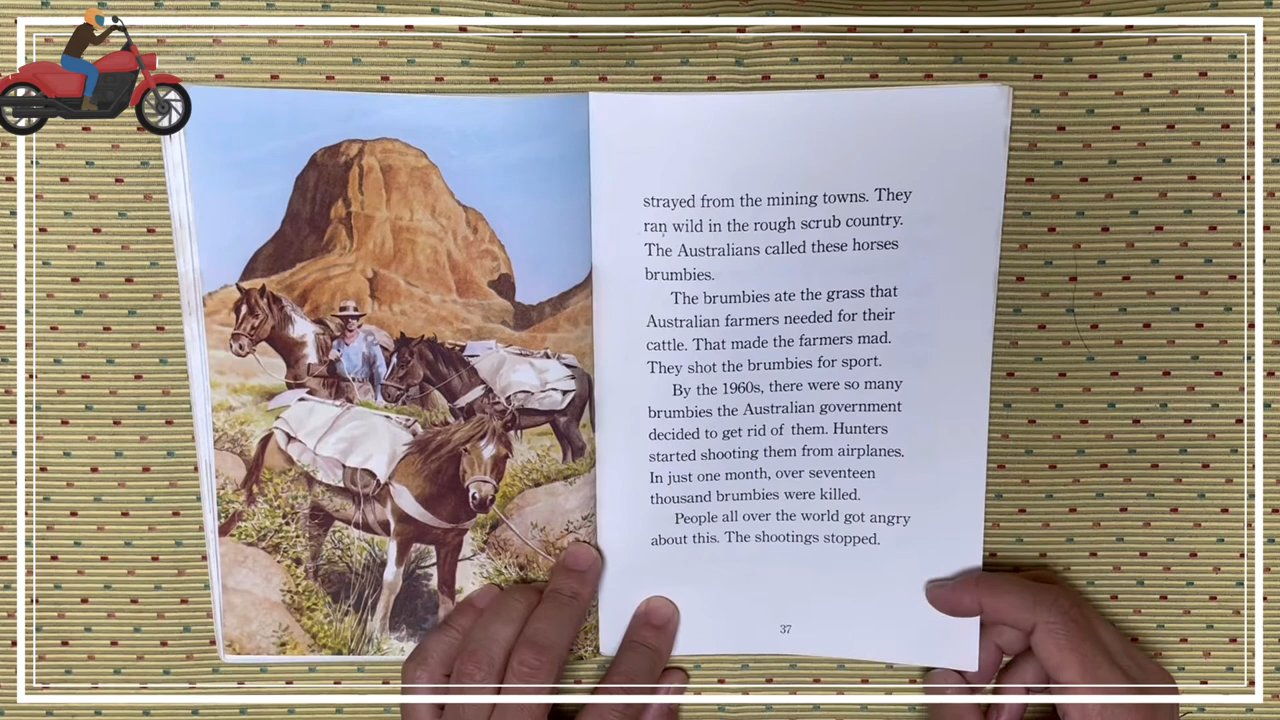 strayed from the mining towns. They
ran wild in the rough scrub country.
The Australians called these horses
brumbies.
The brumbies ate the grass that
Australian farmers needed for their
cattle. That made the farmers mad.
They shot the brumbies for sport.
By the 1960s, there were so many
brumbies the Australian government
decided to get rid of them. Hunters
started shooting them from airplanes.
In just one month, over seventeen
thousand brumbies were killed.
People all over the world got angry
about this. The shootings stopped.
37